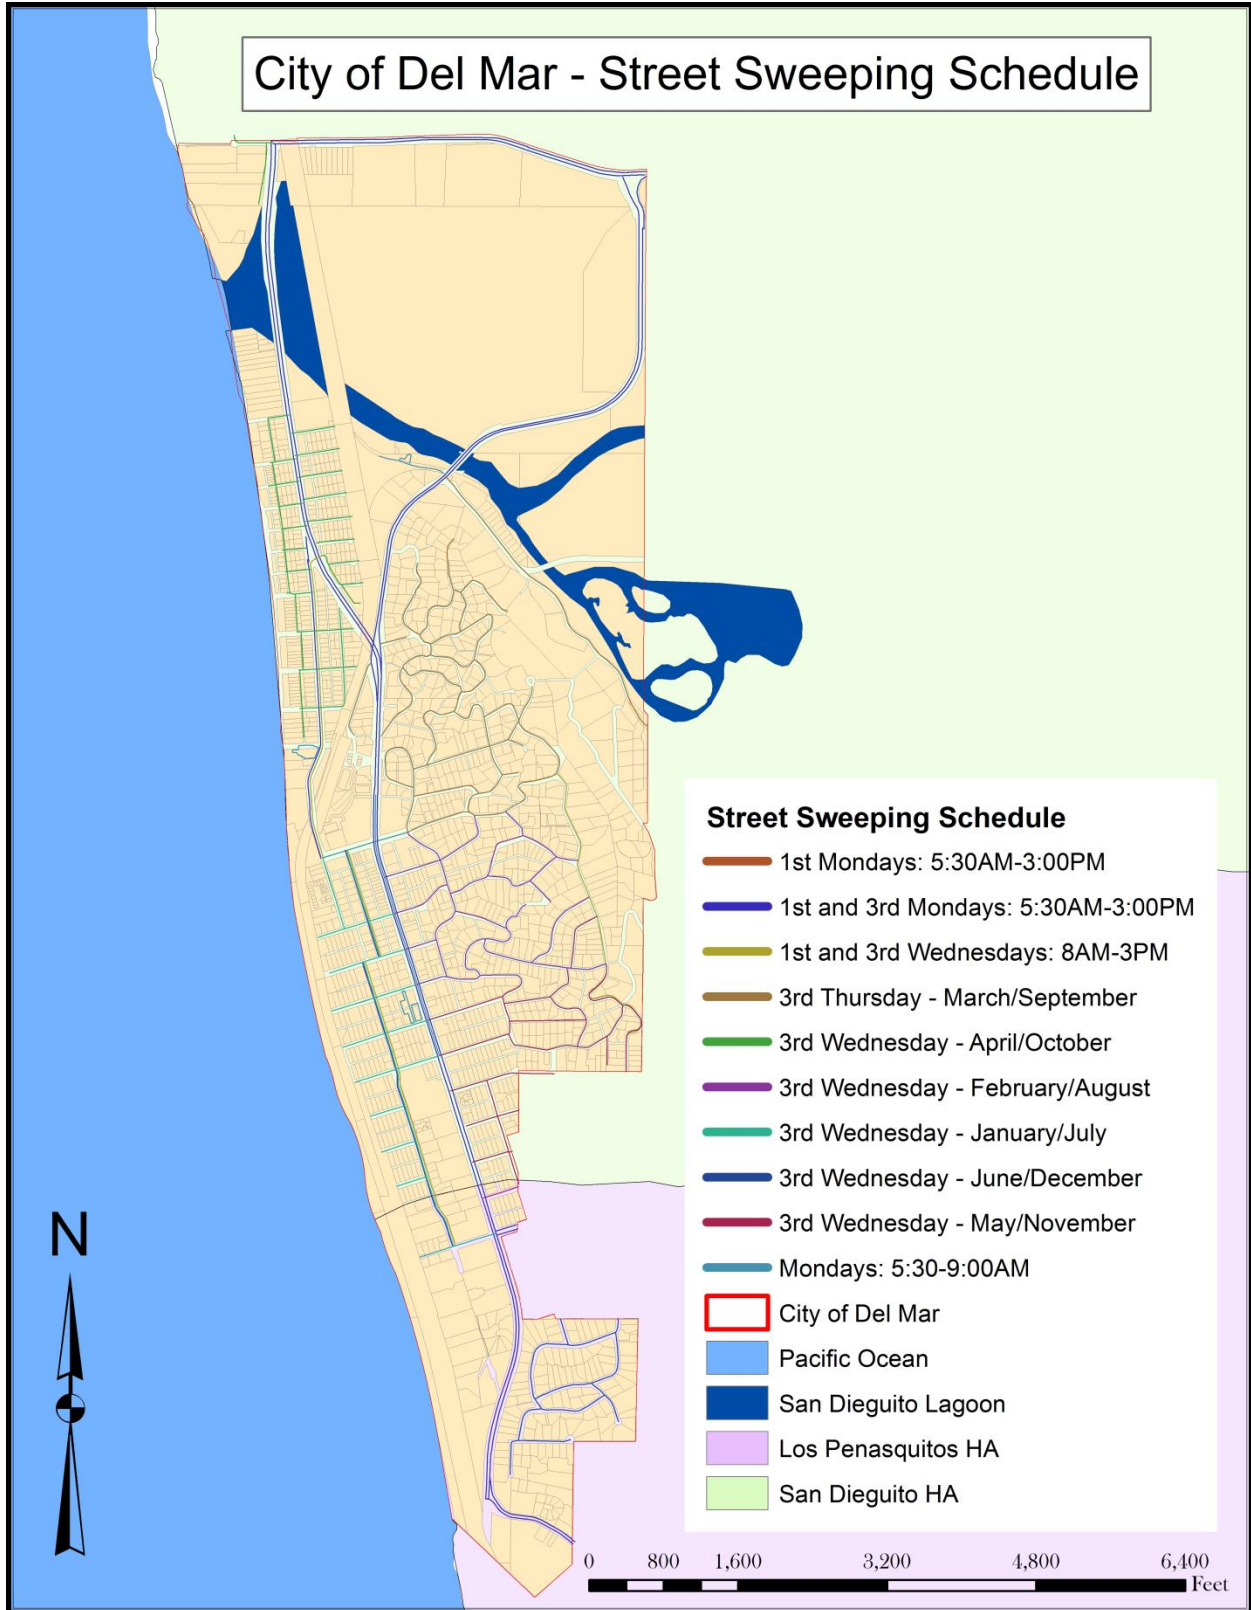 City of Del Mar - Street Sweeping Schedule
Street Sweeping Schedule
1st Mondays: 5:30AM-3:00PM
1st and 3rd Mondays: 5:30AM-3:00PM
1st and 3rd Wednesdays: 8AM-3PM
3rd Thursday - March/September
3rd Wednesday - April/October
3rd Wednesday - February/August
3rd Wednesday - January/July
3rd Wednesday - June/December
3rd Wednesday - May/November
Mondays: 5:30-9:00AM
City of Del Mar
Pacific Ocean
San Dieguito Lagoon
Los Penasquitos HA
San Dieguito HA
N
0 800 1,600 3,200 4,800 6,400
Feet